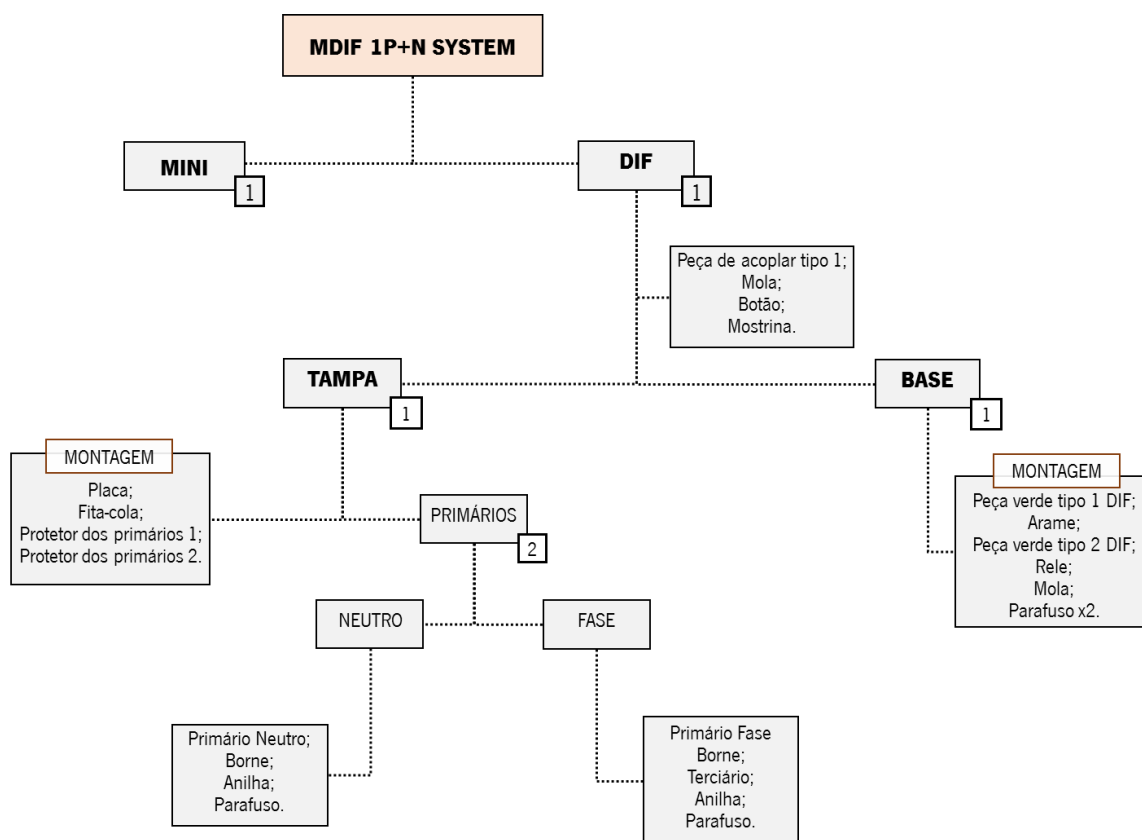 MDIF 1P+N SYSTEM
MINI
1
DIF
1
Peça de acoplar tipo 1;
Mola;
Botão;
Mostrina.
TAMPA
1
BASE
1
MONTAGEM
Placa;
Fita-cola;
Protetor dos primários 1;
Protetor dos primários 2.
PRIMÁRIOS
2
MONTAGEM
Peça verde tipo 1 DIF;
Arame;
Peça verde tipo 2 DIF;
Rele;
Mola;
Parafuso x2.
NEUTRO
FASE
Primário Neutro;
Borne;
Anilha;
Parafuso.
Primário Fase
Borne;
Terciário;
Anilha;
Parafuso.